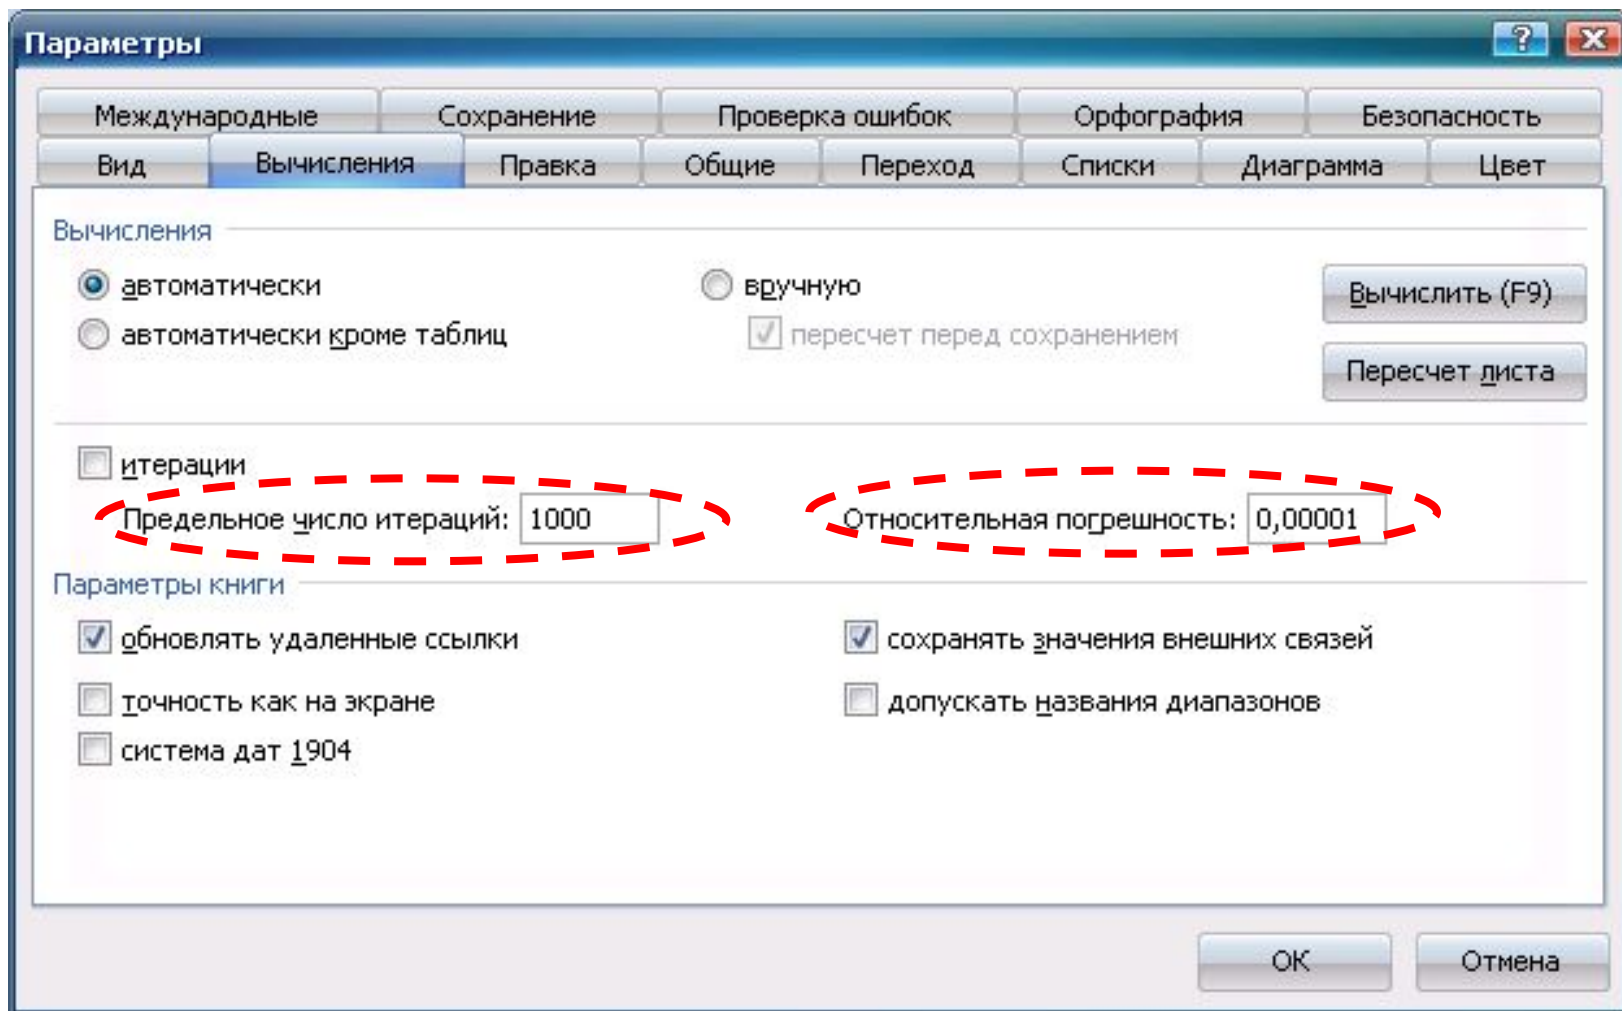 Параметры
Международные Сохранение Проверка ошибок Орфография Безопасность
Вид Вычисления Правка Общие Переход Списки Диаграмма Цвет
Вычисления
автоматически вручную Вычислить (F9)
автоматически кроме таблиц пересчет перед сохранением
Пересчет листа
итерации
Предельное число итераций: 1000 Относительная погрешность: 0,00001
Параметры книги
обновлять удаленные ссылки сохранять значения внешних связей
точность как на экране допускать названия диапазонов
система дат 1904
ОК Отмена